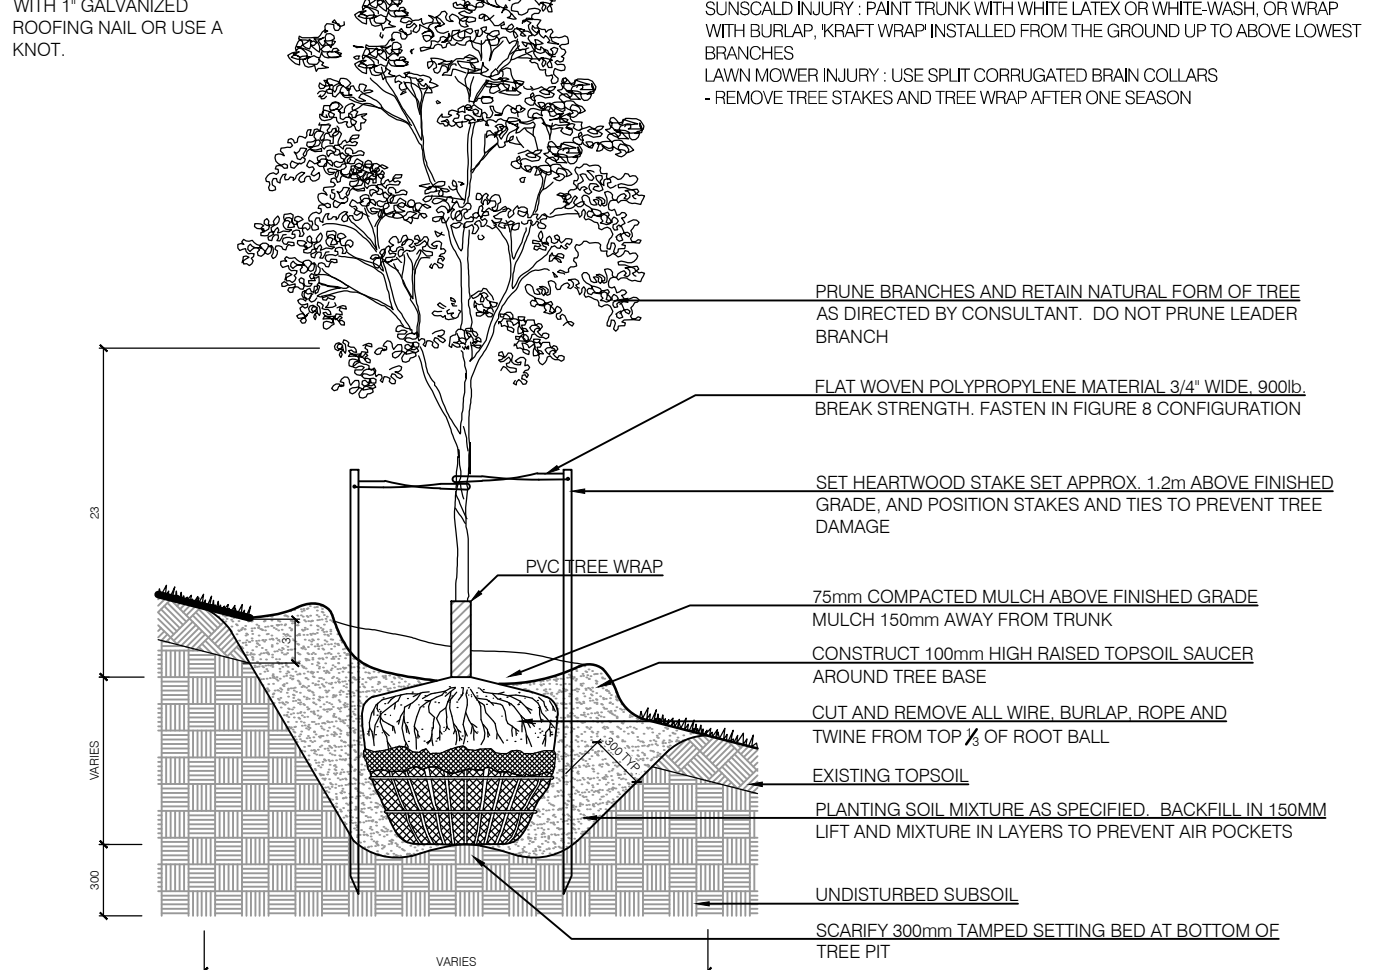 WITH 1" GALVANIZED
ROOFING NAIL OR USE A
KNOT.
SUNSCALD INJURY : PAINT TRUNK WITH WHITE LATEX OR WHITE-WASH, OR WRAP
WITH BURLAP, 'KRAFT WRAP' INSTALLED FROM THE GROUND UP TO ABOVE LOWEST
BRANCHES
LAWN MOWER INJURY : USE SPLIT CORRUGATED BRAIN COLLARS
- REMOVE TREE STAKES AND TREE WRAP AFTER ONE SEASON
PRUNE BRANCHES AND RETAIN NATURAL FORM OF TREE
AS DIRECTED BY CONSULTANT. DO NOT PRUNE LEADER
BRANCH
FLAT WOVEN POLYPROPYLENE MATERIAL 3/4" WIDE, 900lb.
BREAK STRENGTH. FASTEN IN FIGURE 8 CONFIGURATION
SET HEARTWOOD STAKE SET APPROX. 1.2m ABOVE FINISHED
GRADE, AND POSITION STAKES AND TIES TO PREVENT TREE
DAMAGE
23
PVC TREE WRAP
75mm COMPACTED MULCH ABOVE FINISHED GRADE
MULCH 150mm AWAY FROM TRUNK
3
CONSTRUCT 100mm HIGH RAISED TOPSOIL SAUCER
AROUND TREE BASE
CUT AND REMOVE ALL WIRE, BURLAP, ROPE AND
TWINE FROM TOP 1/3 OF ROOT BALL
VARIES
300 TYP
EXISTING TOPSOIL
PLANTING SOIL MIXTURE AS SPECIFIED. BACKFILL IN 150MM
LIFT AND MIXTURE IN LAYERS TO PREVENT AIR POCKETS
300
UNDISTURBED SUBSOIL
SCARIFY 300mm TAMPED SETTING BED AT BOTTOM OF
TREE PIT
VARIES